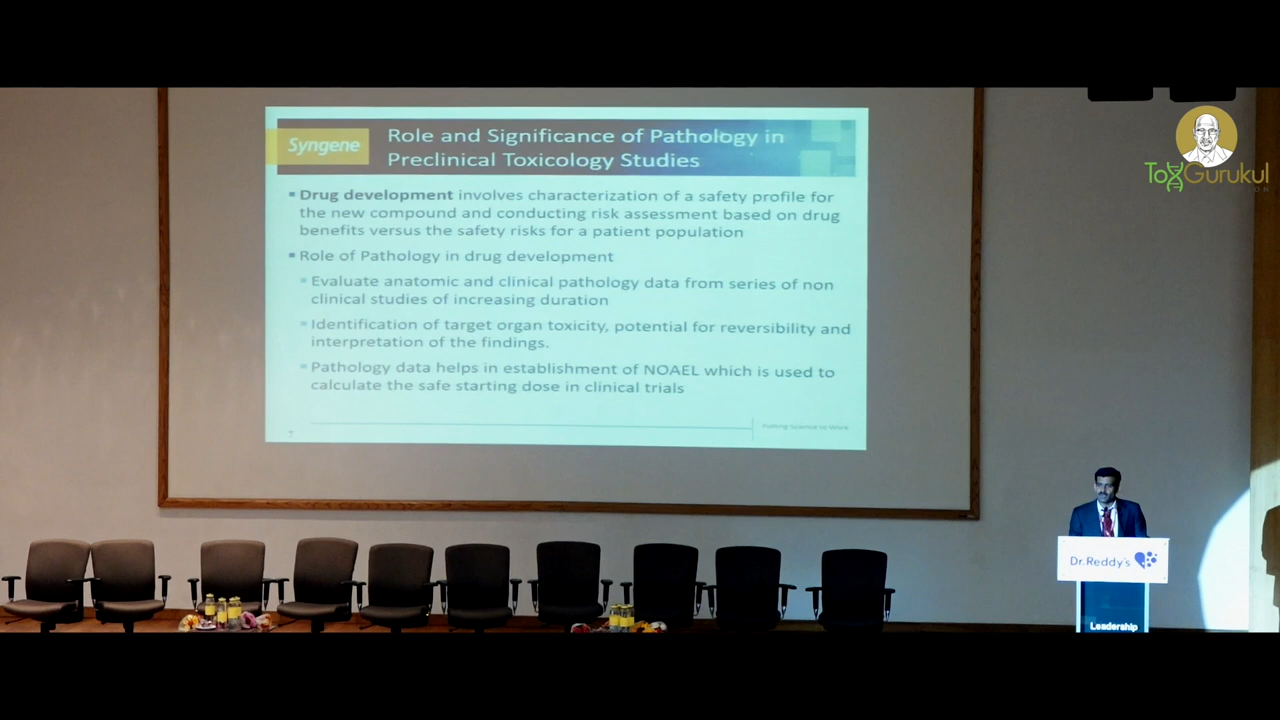 Syngene
Role and Significance of Pathology in
Preclinical Toxicology Studies
▪ Drug development involves characterization of a safety profile for
the new compound and conducting risk assessment based on drug
benefits versus the safety risks for a patient population
▪ Role of Pathology in drug development
▪ Evaluate anatomic and clinical pathology data from series of non
clinical studies of increasing duration
▪ Identification of target organ toxicity, potential for reversibility and
interpretation of the findings.
▪ Pathology data helps in establishment of NOAEL which is used to
calculate the safe starting dose in clinical trials
Putting Science to Work
ToxGurukul
Dr.Reddy's
Leadership